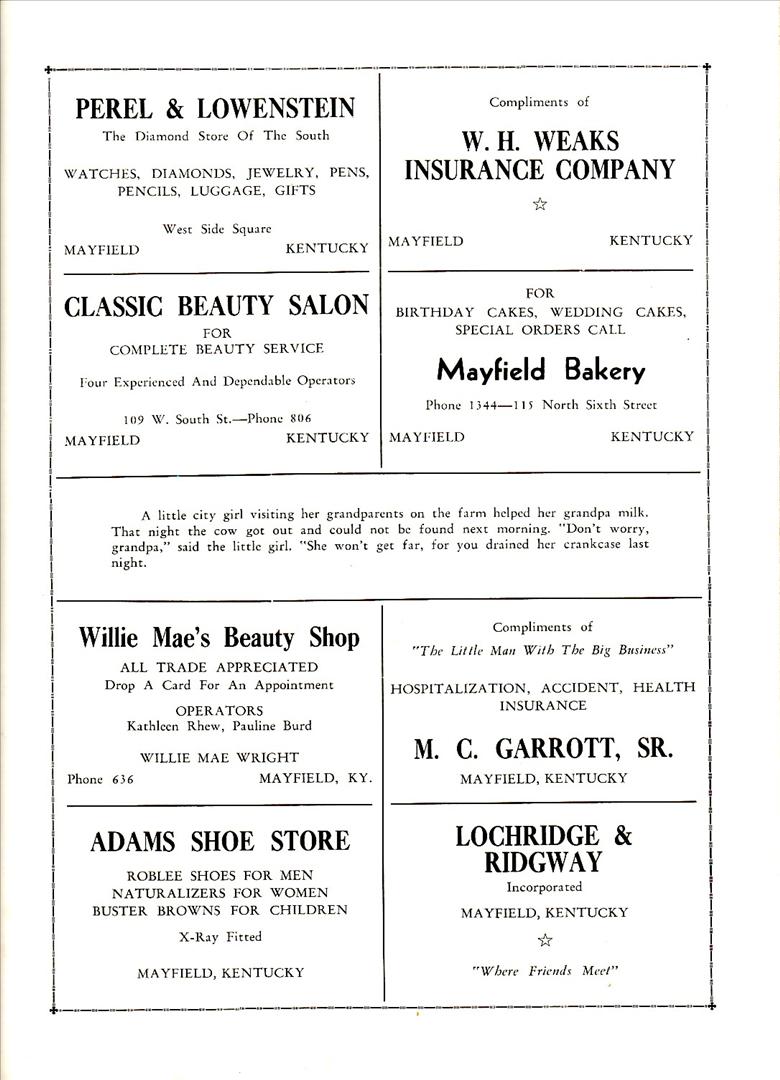 PEREL & LOWENSTEIN
The Diamond Store Of The South
WATCHES, DIAMONDS, JEWELRY, PENS,
PENCILS, LUGGAGE, GIFTS
West Side Square
MAYFIELD KENTUCKY
Compliments of
W. H. WEAKS
INSURANCE COMPANY
☆
MAYFIELD KENTUCKY
CLASSIC BEAUTY SALON
FOR
COMPLETE BEAUTY SERVICE
Four Experienced And Dependable Operators
109 W. South St.—Phone 806
MAYFIELD KENTUCKY
FOR
BIRTHDAY CAKES, WEDDING CAKES,
SPECIAL ORDERS CALL
Mayfield Bakery
Phone 1344—115 North Sixth Street
MAYFIELD KENTUCKY
A little city girl visiting her grandparents on the farm helped her grandpa milk.
That night the cow got out and could not be found next morning. "Don't worry,
grandpa," said the little girl. "She won't get far, for you drained her crankcase last
night.
Willie Mae's Beauty Shop
ALL TRADE APPRECIATED
Drop A Card For An Appointment
OPERATORS
Kathleen Rhew, Pauline Burd
WILLIE MAE WRIGHT
Phone 636 MAYFIELD, KY.
Compliments of
"The Little Man With The Big Business"
HOSPITALIZATION, ACCIDENT, HEALTH
INSURANCE
M. C. GARROTT, SR.
MAYFIELD, KENTUCKY
ADAMS SHOE STORE
ROBLEE SHOES FOR MEN
NATURALIZERS FOR WOMEN
BUSTER BROWNS FOR CHILDREN
X-Ray Fitted
MAYFIELD, KENTUCKY
LOCHRIDGE &
RIDGWAY
Incorporated
MAYFIELD, KENTUCKY
☆
"Where Friends Meet"